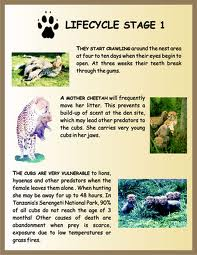 LIFECYCLE STAGE 1
THEY START CRAWLING around the nest area
at four to ten days when their eyes begin to
open. At three weeks their teeth break
through the gums.
A MOTHER CHEETAH will frequently
move her litter. This prevents a
build-up of scent at the den site,
which may lead other predators to
the cubs. She carries very young
cubs in her jaws.
THE CUBS ARE VERY VULNERABLE to lions,
hyenas and other predators when the
female leaves them alone. When hunting
she may be away for up to 48 hours. In
Tanzania's Serengeti National Park, 90%
of all cubs do not reach the age of 3
months! Other causes of death are
abandonment when prey is scarce,
exposure due to low temperatures or
grass fires.